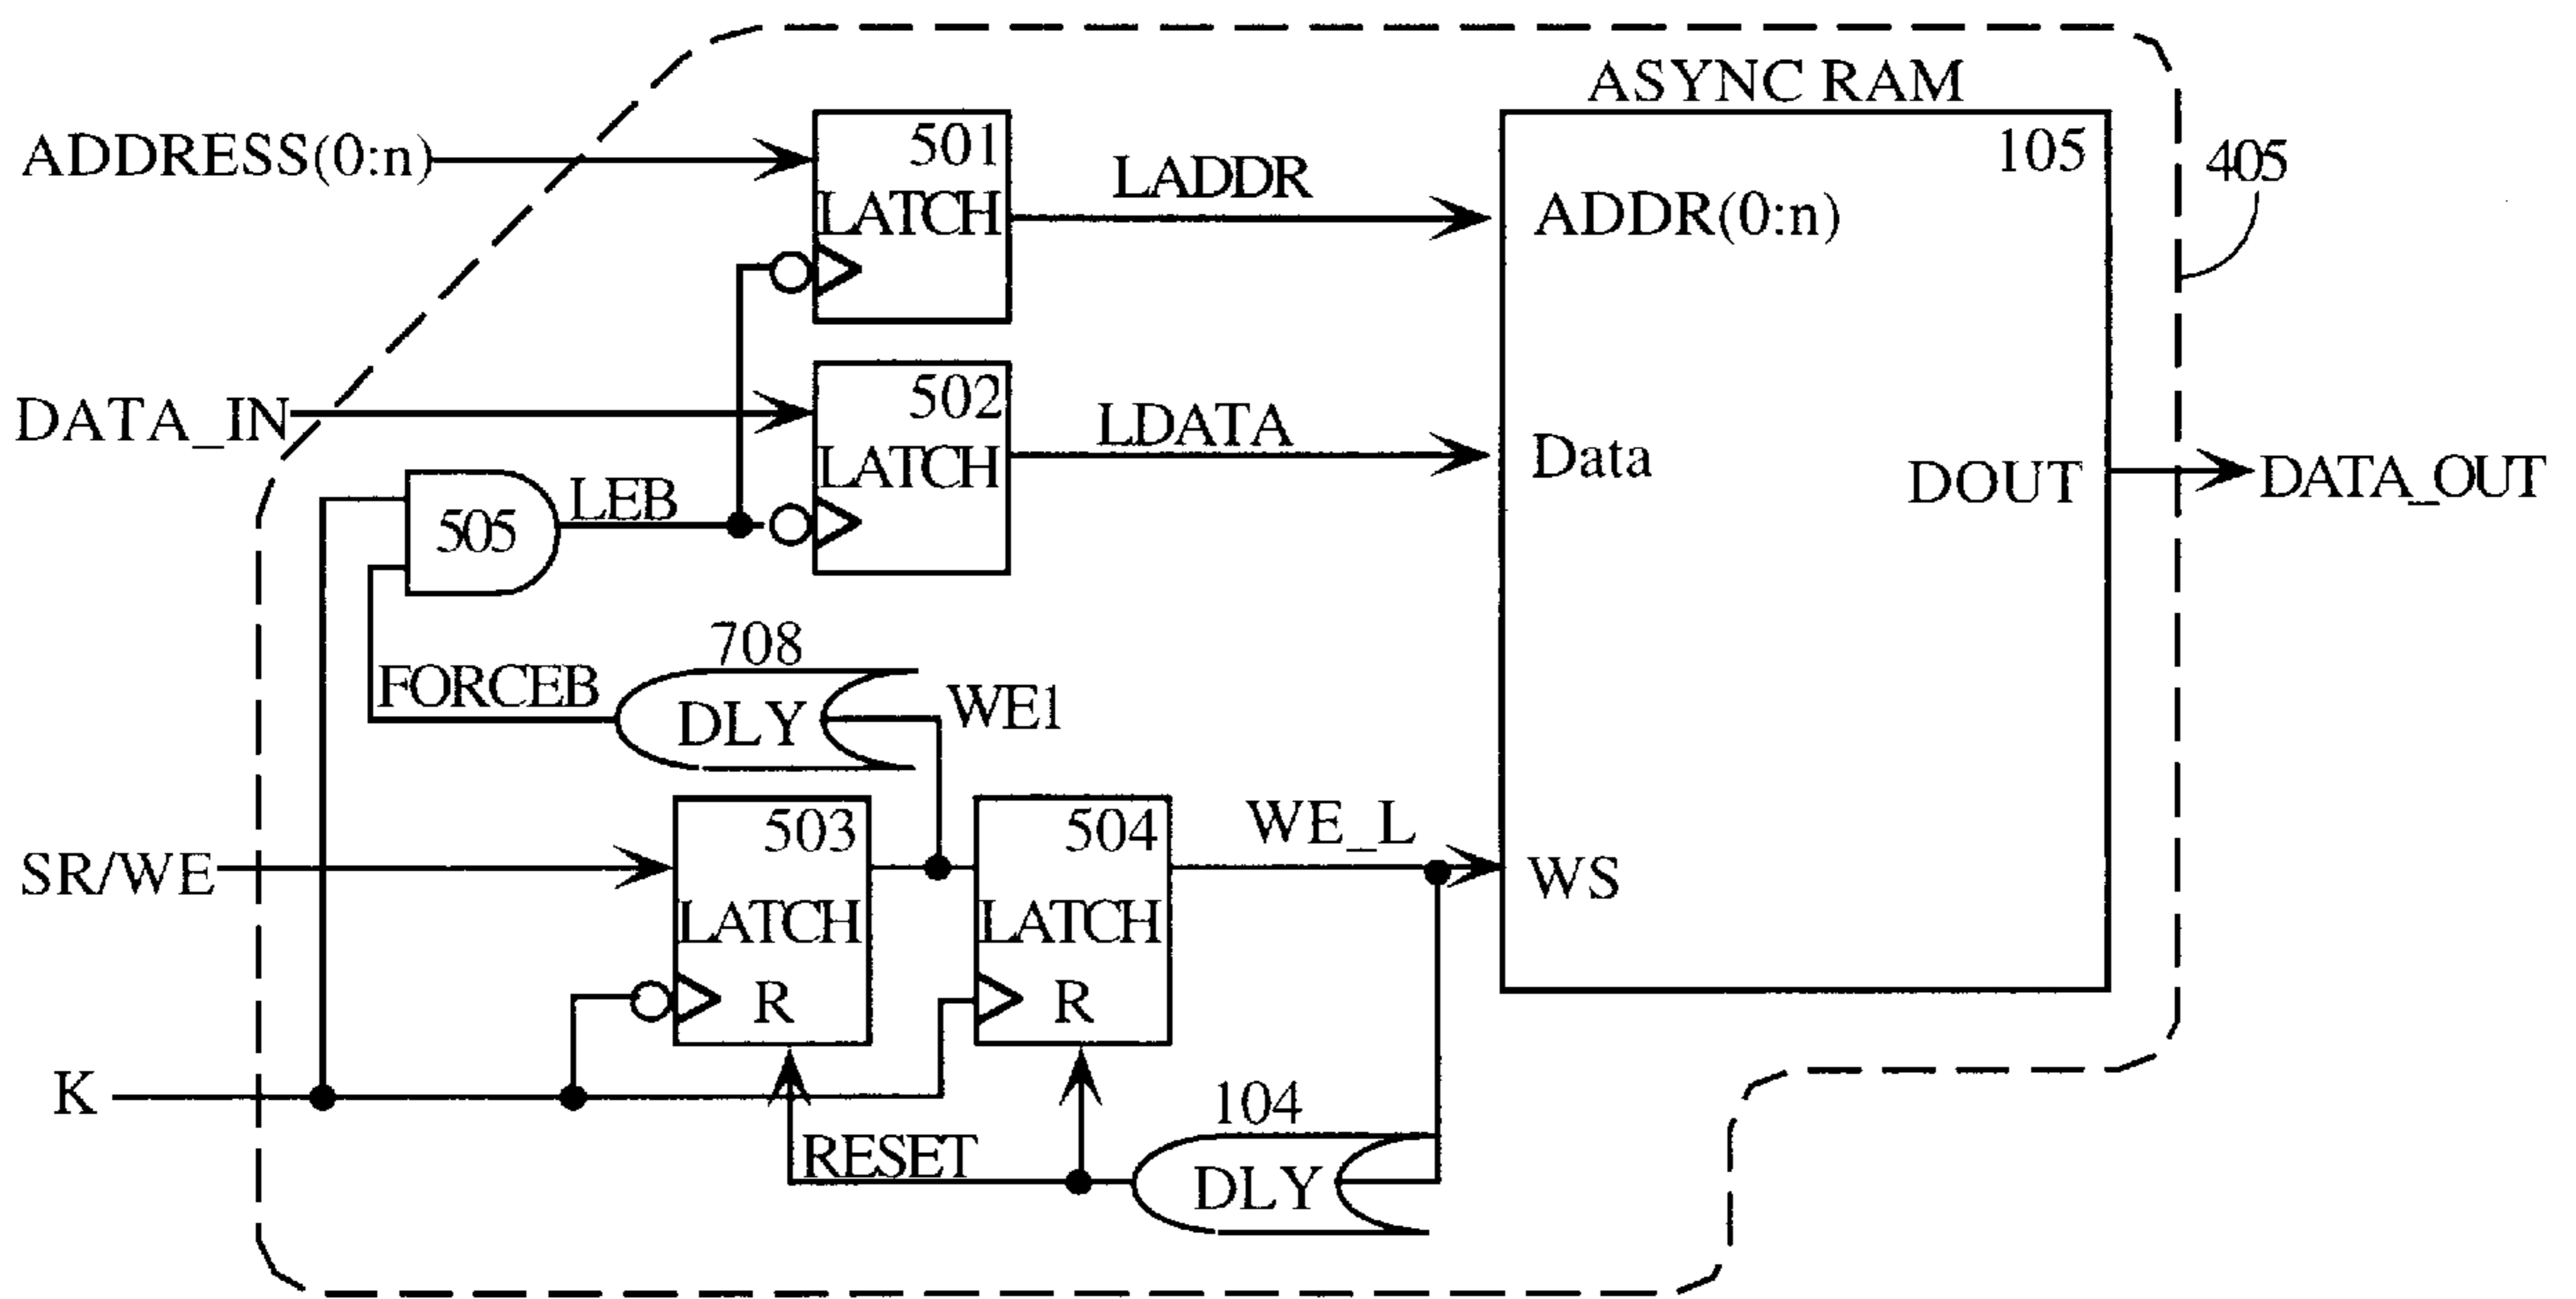 ASYNC RAM
ADDRESS(0:n)
501
LATCH
LADDR
105
ADDR(0:n)
405
DATA_IN
502
LATCH
LDATA
Data
DOUT
DATA_OUT
505
LEB
708
FORCEB
DLY
WE1
SR/WE
503
LATCH
R
504
LATCH
R
WE_L
WS
K
RESET
104
DLY